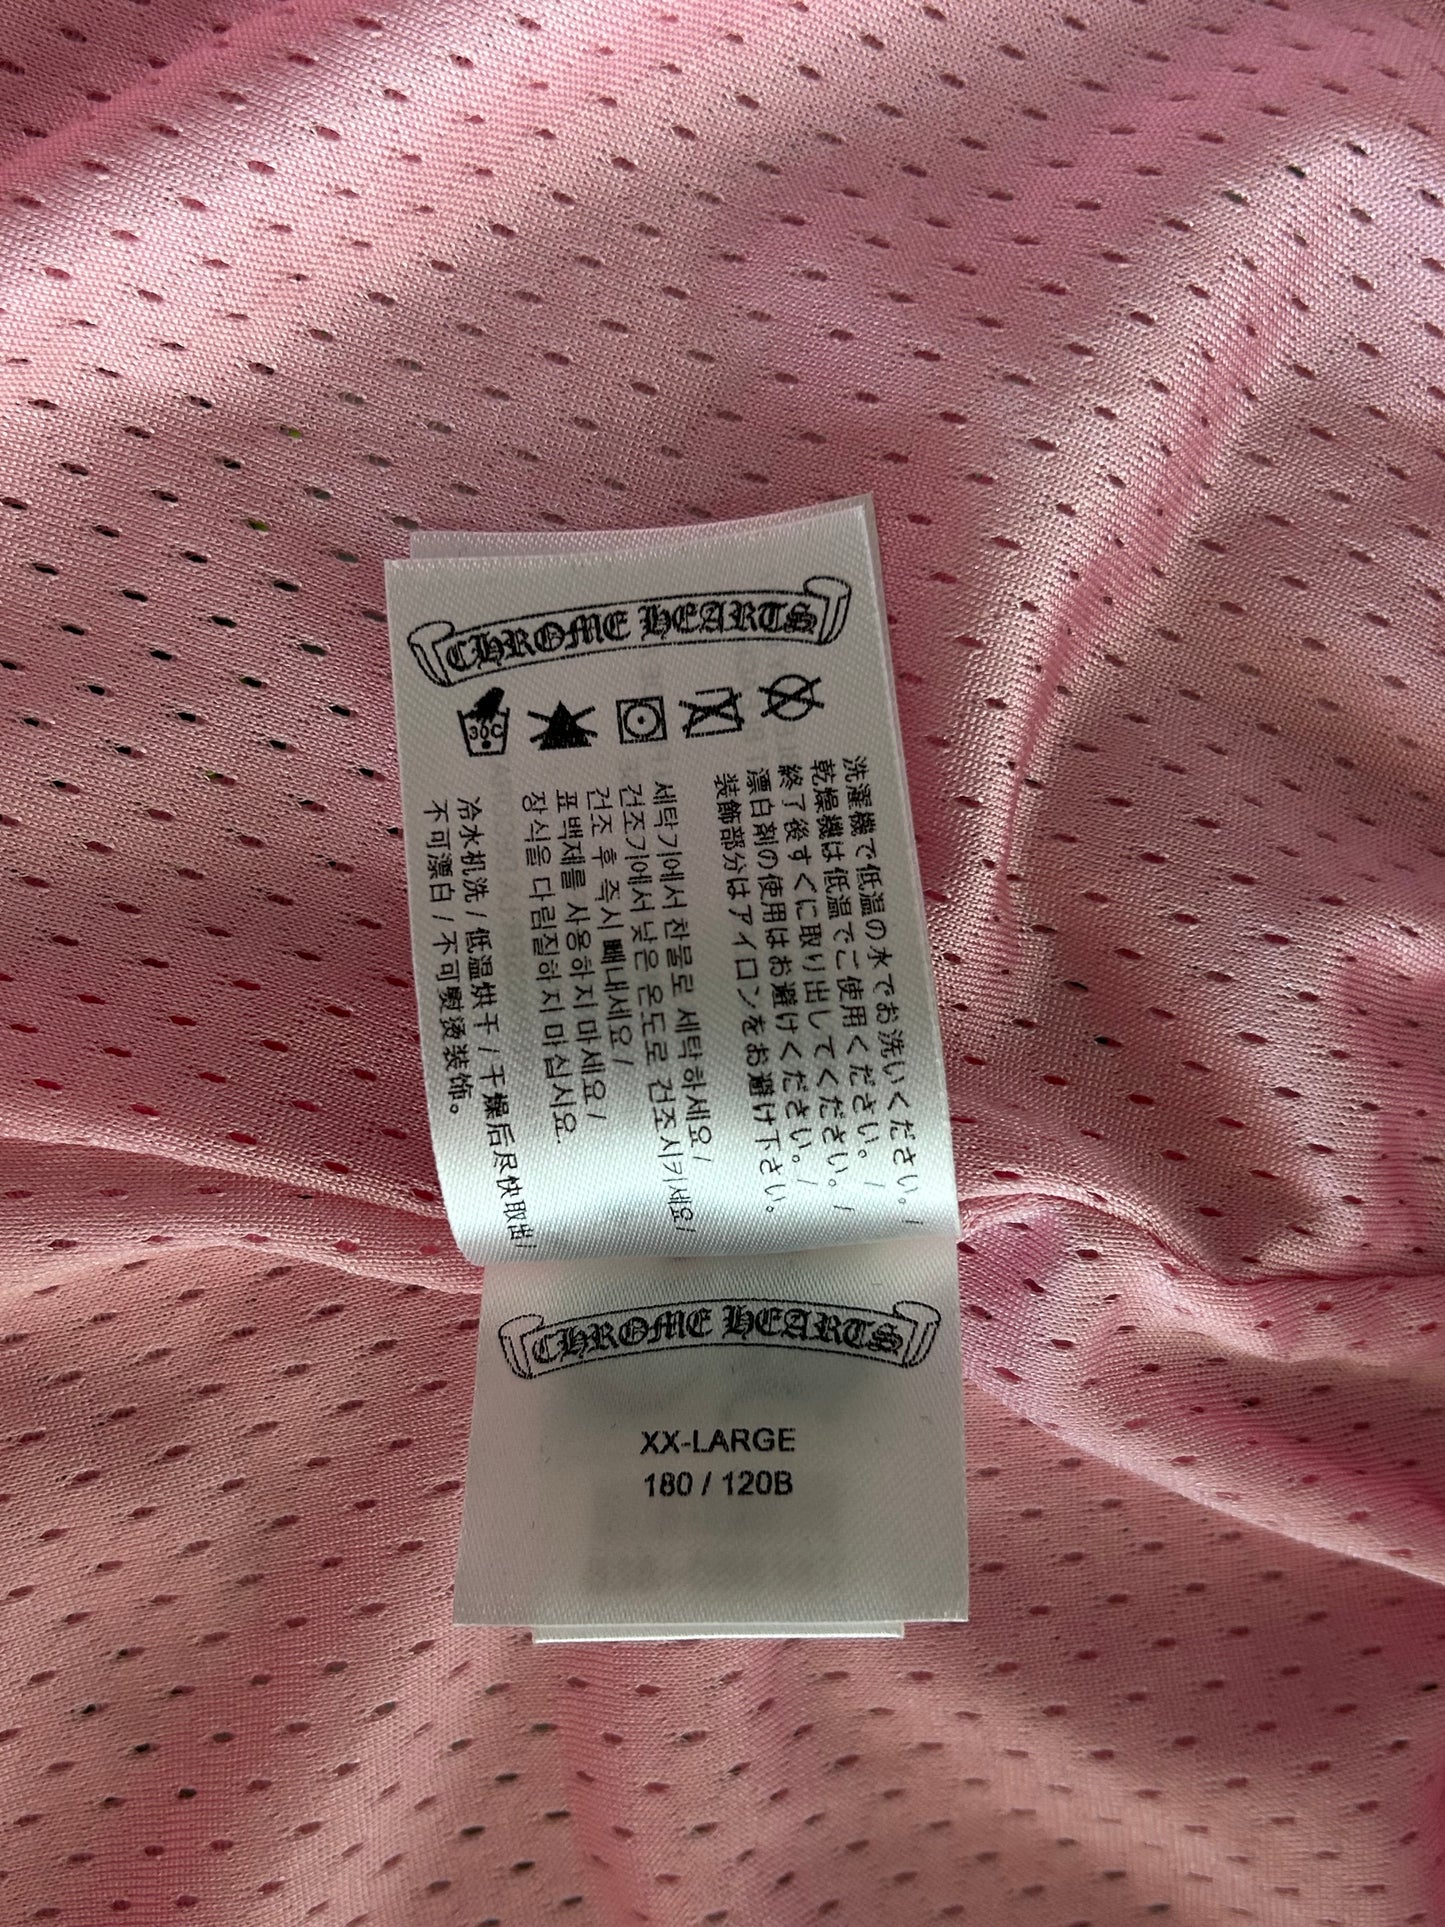 CHROME HEARTS
30C
洗濯機で低温の水でお洗いください。/
乾燥機は低温でご使用ください。/
終了後すぐに取り出してください。/
漂白剤の使用はお避けください。/
装飾部分はアイロンをお避け下さい。
세탁기에서 찬물로 세탁하세요/
건조기에서 낮은 온도로 건조시키세요/
건조 후 즉시 빼내세요/
표백제를 사용하지 마세요/
장식을 다림질하지 마십시요.
冷水机洗/低温烘干/干燥后尽快取出/
不可漂白/不可熨烫装饰。
CHROME HEARTS
XX-LARGE
180 / 120B